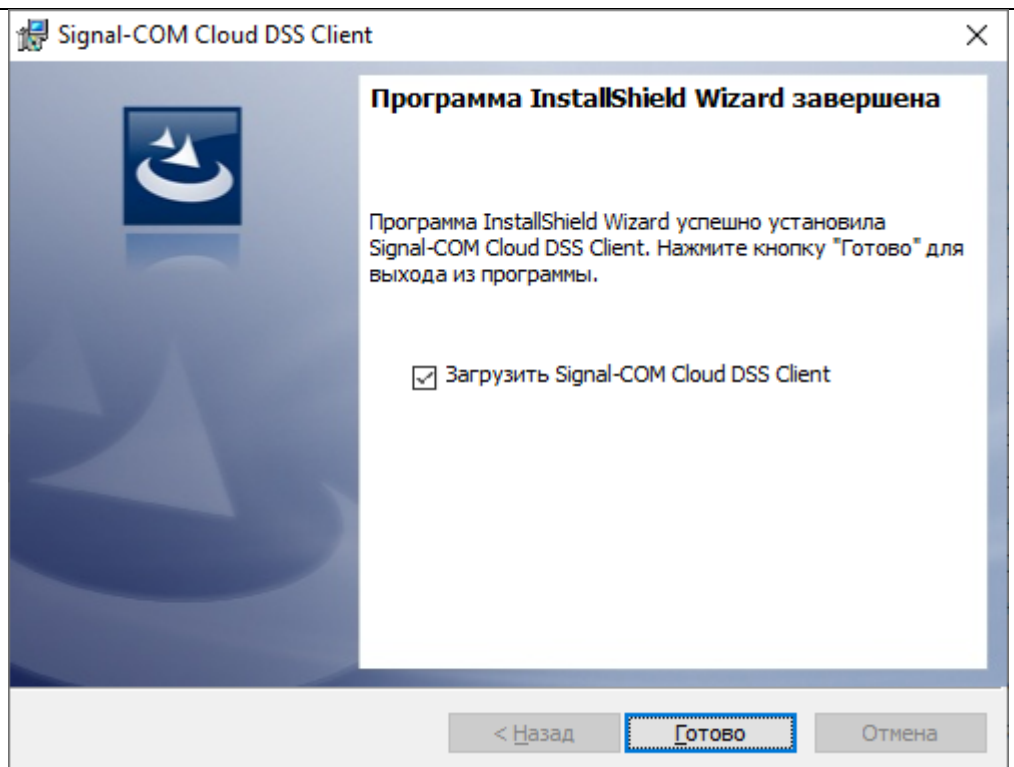 Signal-COM Cloud DSS Client
Программа InstallShield Wizard завершена
Программа InstallShield Wizard успешно установила
Signal-COM Cloud DSS Client. Нажмите кнопку "Готово" для
выхода из программы.
Загрузить Signal-COM Cloud DSS Client
< Назад
Готово
Отмена